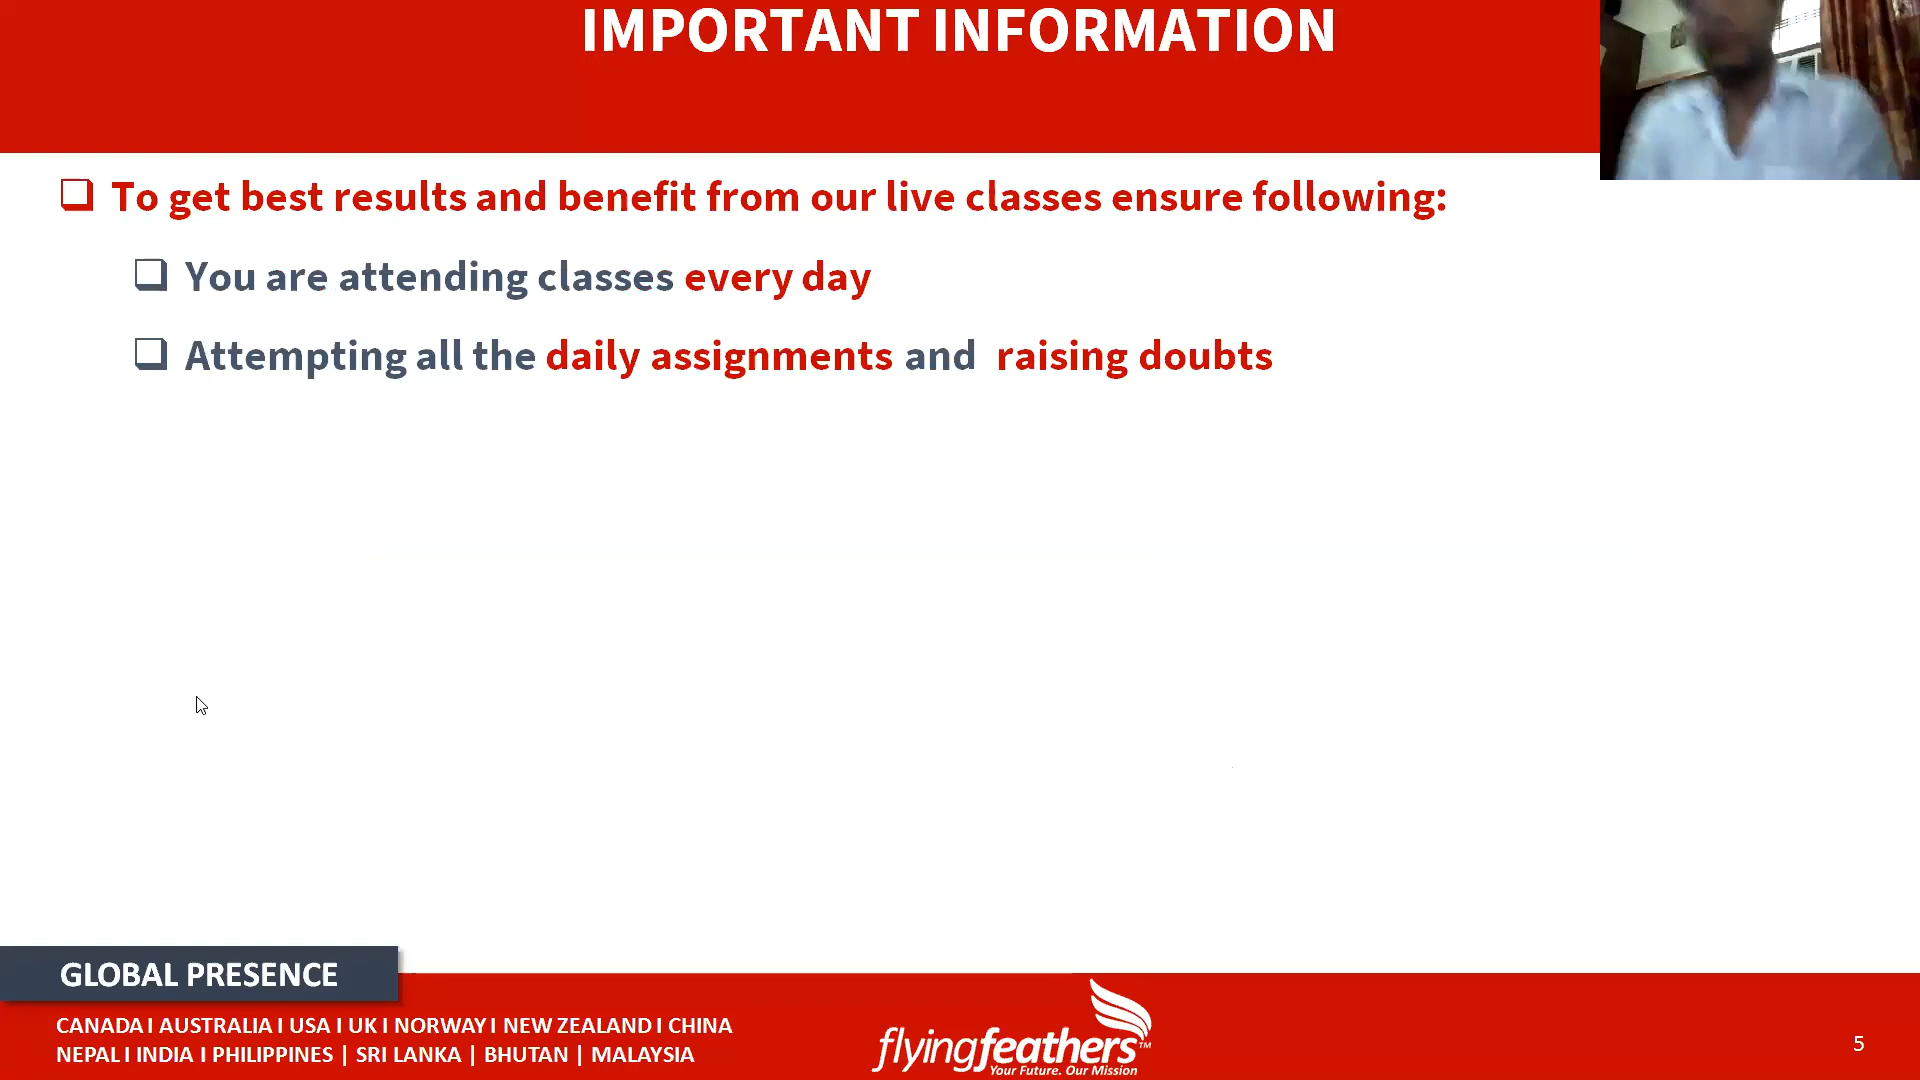 IMPORTANT INFORMATION
To get best results and benefit from our live classes ensure following:
You are attending classes every day
Attempting all the daily assignments and raising doubts
GLOBAL PRESENCE
CANADA I AUSTRALIA I USA I UK I NORWAY I NEW ZEALAND I CHINA
NEPAL I INDIA I PHILIPPINES | SRI LANKA | BHUTAN | MALAYSIA
flyingfeathers™
Your Future. Our Mission
5